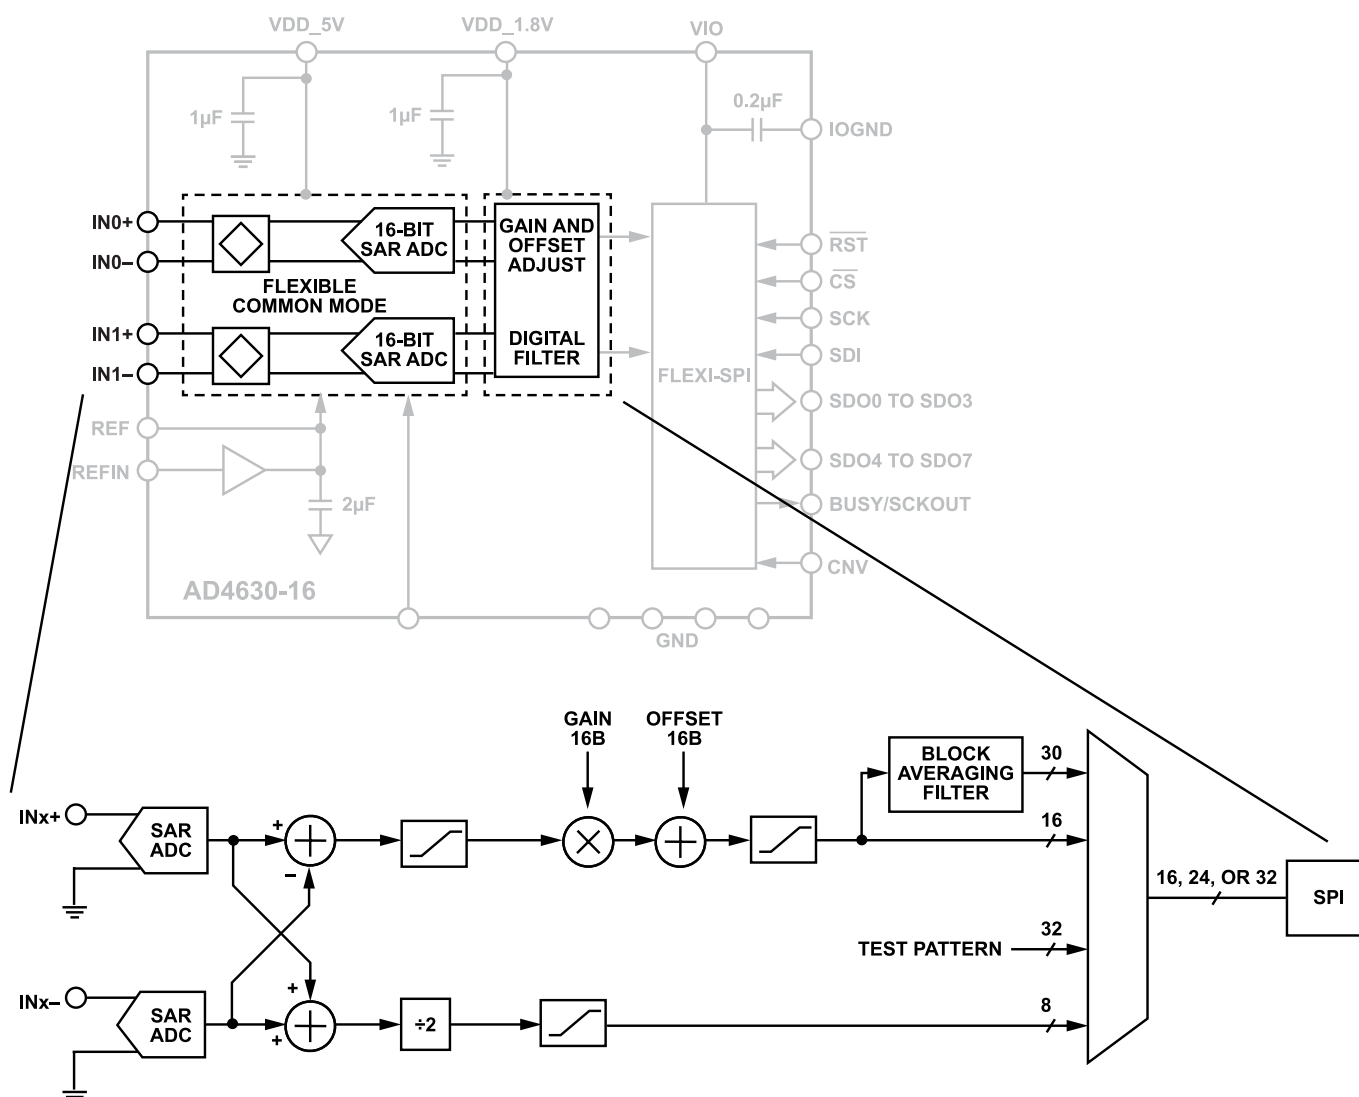 VDD_5V
VDD_1.8V
VIO
1µF
1µF
0.2µF
IOGND
IN0+
IN0–
16-BIT
SAR ADC
GAIN AND
OFFSET
ADJUST
FLEXIBLE
COMMON MODE
IN1+
IN1–
16-BIT
SAR ADC
DIGITAL
FILTER
FLEXI-SPI
RST
CS
SCK
SDI
SDO0 TO SDO3
SDO4 TO SDO7
BUSY/SCKOUT
CNV
REF
REFIN
2µF
AD4630-16
GND
GAIN
16B
OFFSET
16B
BLOCK
AVERAGING
FILTER
30
INx+
SAR
ADC
+
–
16
16, 24, OR 32
SPI
TEST PATTERN
32
INx–
SAR
ADC
+
+
÷2
8